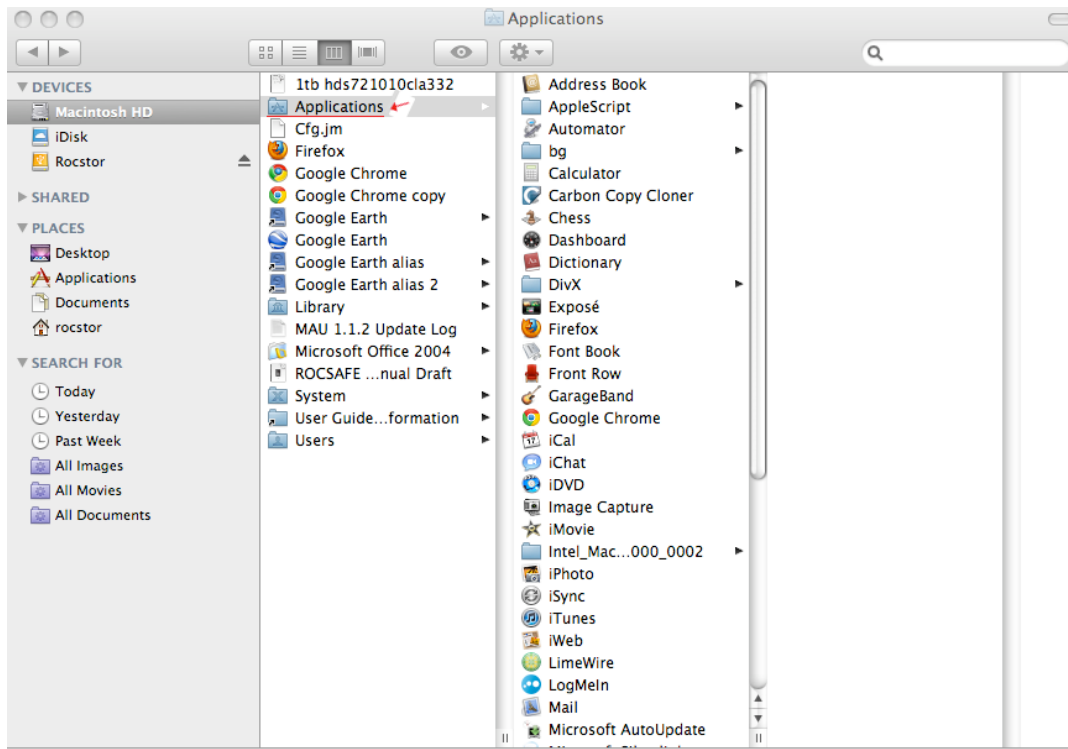 Applications
DEVICES
Macintosh HD
iDisk
Rocstor
SHARED
PLACES
Desktop
Applications
Documents
rocstor
SEARCH FOR
Today
Yesterday
Past Week
All Images
All Movies
All Documents
1tb hds721010cla332
Applications
Cfg.jm
Firefox
Google Chrome
Google Chrome copy
Google Earth
Google Earth
Google Earth alias
Google Earth alias 2
Library
MAU 1.1.2 Update Log
Microsoft Office 2004
ROCSAFE ...nual Draft
System
User Guide...formation
Users
Address Book
AppleScript
Automator
bg
Calculator
Carbon Copy Cloner
Chess
Dashboard
Dictionary
DivX
Exposé
Firefox
Font Book
Front Row
GarageBand
Google Chrome
iCal
iChat
iDVD
Image Capture
iMovie
Intel_Mac...000_0002
iPhoto
iSync
iTunes
iWeb
LimeWire
LogMeIn
Mail
Microsoft AutoUpdate